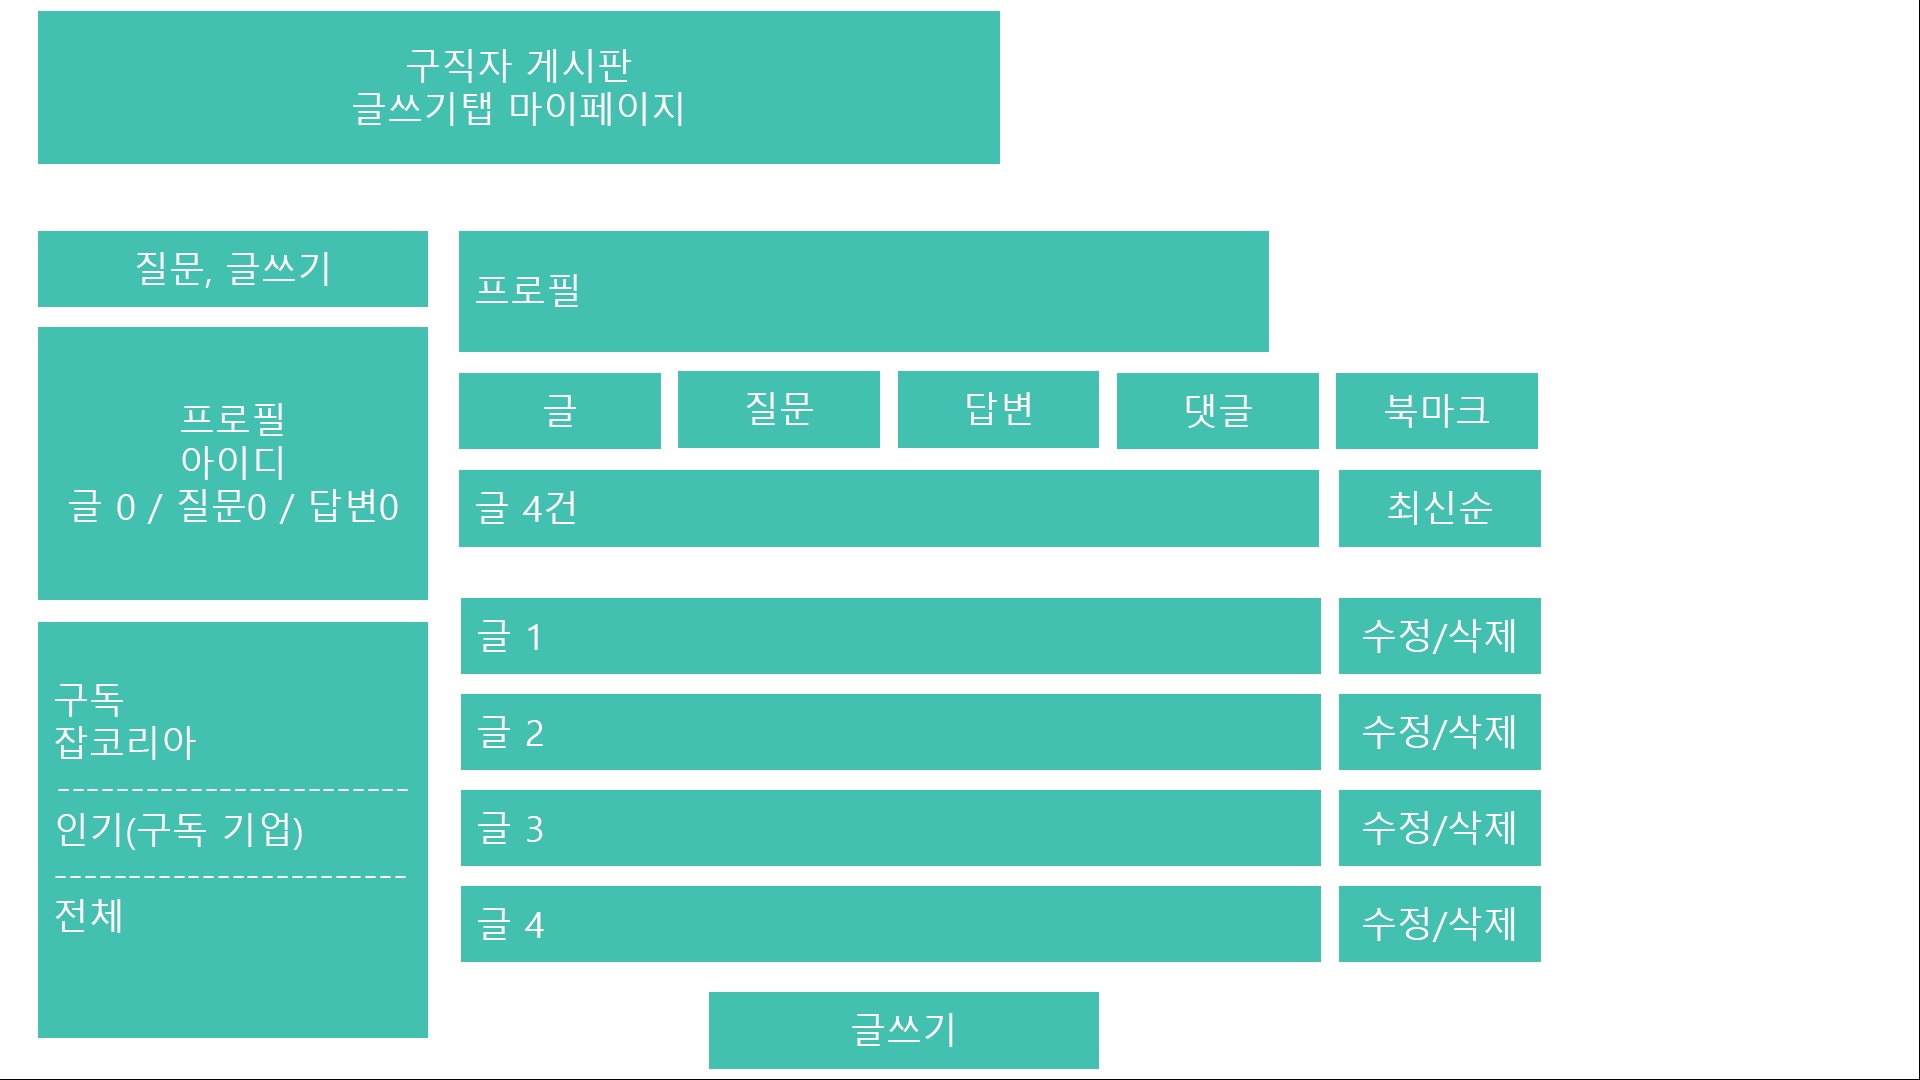 구직자 게시판
글쓰기탭 마이페이지
질문, 글쓰기
프로필
아이디
글 0 / 질문0 / 답변0
구독
잡코리아
------------------------
인기(구독 기업)
------------------------
전체
프로필
글
질문
답변
댓글
북마크
글 4건
최신순
글 1
수정/삭제
글 2
수정/삭제
글 3
수정/삭제
글 4
수정/삭제
글쓰기